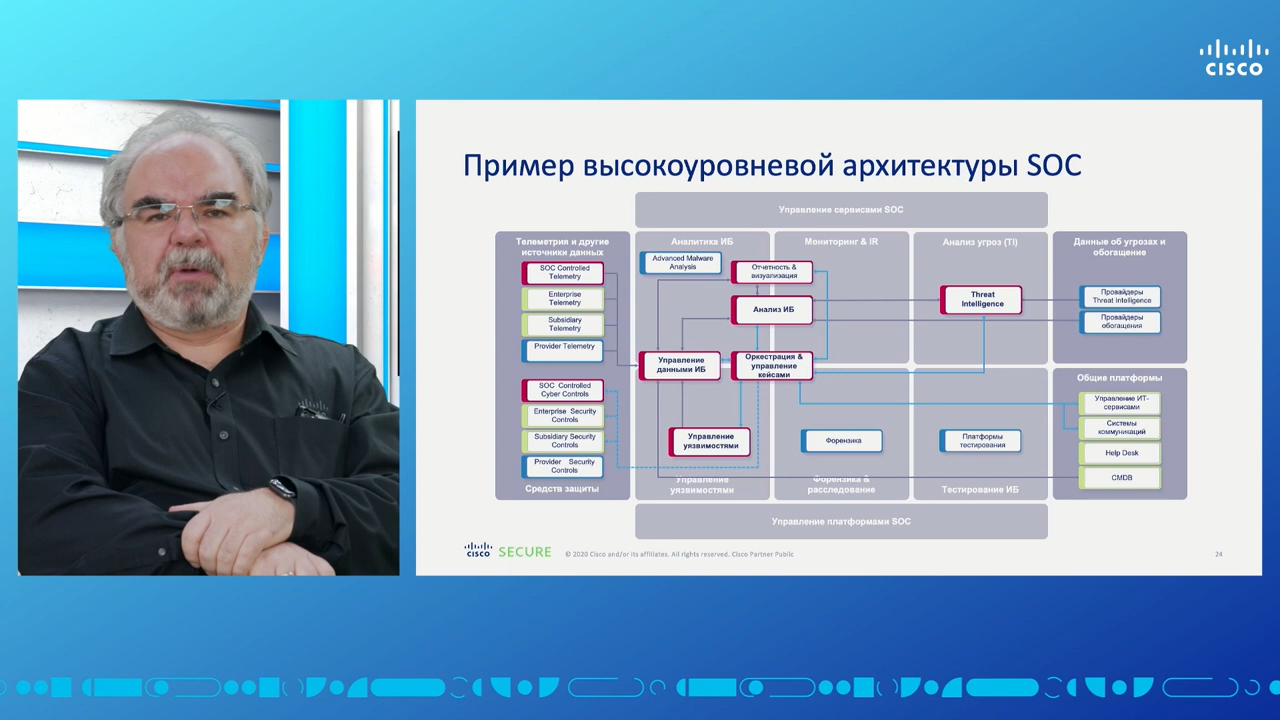 CISCO
Пример высокоуровневой архитектуры SOC
Управление сервисами SOC
Телеметрия и другие
источники данных
SOC Controlled
Telemetry
Enterprise
Telemetry
Subsidiary
Telemetry
Provider Telemetry
SOC Controlled
Cyber Controls
Enterprise Security
Controls
Subsidiary Security
Controls
Provider Security
Controls
Средств защиты
Аналитика ИБ
Advanced Malware
Analysis
Отчетность &
визуализация
Анализ ИБ
Управление
данными ИБ
Оркестрация &
управление
кейсами
Управление
уязвимостями
Управление
уязвимостями
Мониторинг & IR
Форензика
Форензика &
расследование
Анализ угроз (TI)
Threat
Intelligence
Платформы
тестирования
Тестирование ИБ
Данные об угрозах и
обогащение
Провайдеры
Threat Intelligence
Провайдеры
обогащения
Общие платформы
Управление ИТ-
сервисами
Системы
коммуникаций
Help Desk
CMDB
Управление платформами SOC
CISCO SECURE © 2020 Cisco and/or its affiliates. All rights reserved. Cisco Partner Public
24